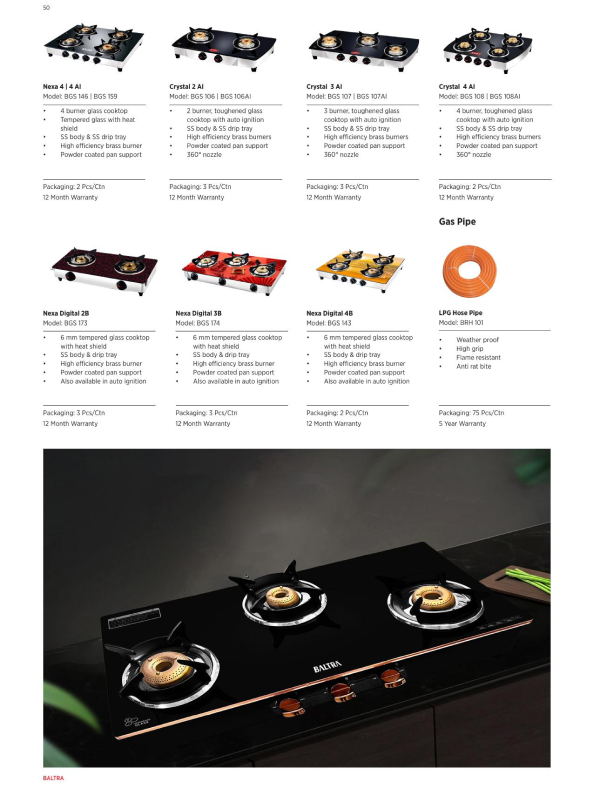 50
Nexa 4 | 4 AI
Model: BGS 146 | BGS 159
• 4 burner glass cooktop
• Tempered glass with heat
shield
• SS body & SS drip tray
• High efficiency brass burner
• Powder coated pan support
Packaging: 2 Pcs/Ctn
12 Month Warranty
Crystal 2 AI
Model: BGS 106 | BGS 106AI
• 2 burner, toughened glass
cooktop with auto ignition
• SS body & SS drip tray
• High efficiency brass burners
• Powder coated pan support
• 360° nozzle
Packaging: 3 Pcs/Ctn
12 Month Warranty
Crystal 3 AI
Model: BGS 107 | BGS 107AI
• 3 burner, toughened glass
cooktop with auto ignition
• SS body & SS drip tray
• High efficiency brass burners
• Powder coated pan support
• 360° nozzle
Packaging: 3 Pcs/Ctn
12 Month Warranty
Crystal 4 AI
Model: BGS 108 | BGS 108AI
• 4 burner, toughened glass
cooktop with auto ignition
• SS body & SS drip tray
• High efficiency brass burners
• Powder coated pan support
• 360° nozzle
Packaging: 2 Pcs/Ctn
12 Month Warranty
Gas Pipe
Nexa Digital 2B
Model: BGS 173
• 6 mm tempered glass cooktop
with heat shield
• SS body & drip tray
• High efficiency brass burner
• Powder coated pan support
• Also available in auto ignition
Packaging: 3 Pcs/Ctn
12 Month Warranty
Nexa Digital 3B
Model: BGS 174
• 6 mm tempered glass cooktop
with heat shield
• SS body & drip tray
• High efficiency brass burner
• Powder coated pan support
• Also available in auto ignition
Packaging: 3 Pcs/Ctn
12 Month Warranty
Nexa Digital 4B
Model: BGS 143
• 6 mm tempered glass cooktop
with heat shield
• SS body & drip tray
• High efficiency brass burner
• Powder coated pan support
• Also available in auto ignition
Packaging: 2 Pcs/Ctn
12 Month Warranty
LPG Hose Pipe
Model: BRH 101
• Weather proof
• High grip
• Flame resistant
• Anti rat bite
Packaging: 75 Pcs/Ctn
5 Year Warranty
BALTRA
BALTRA